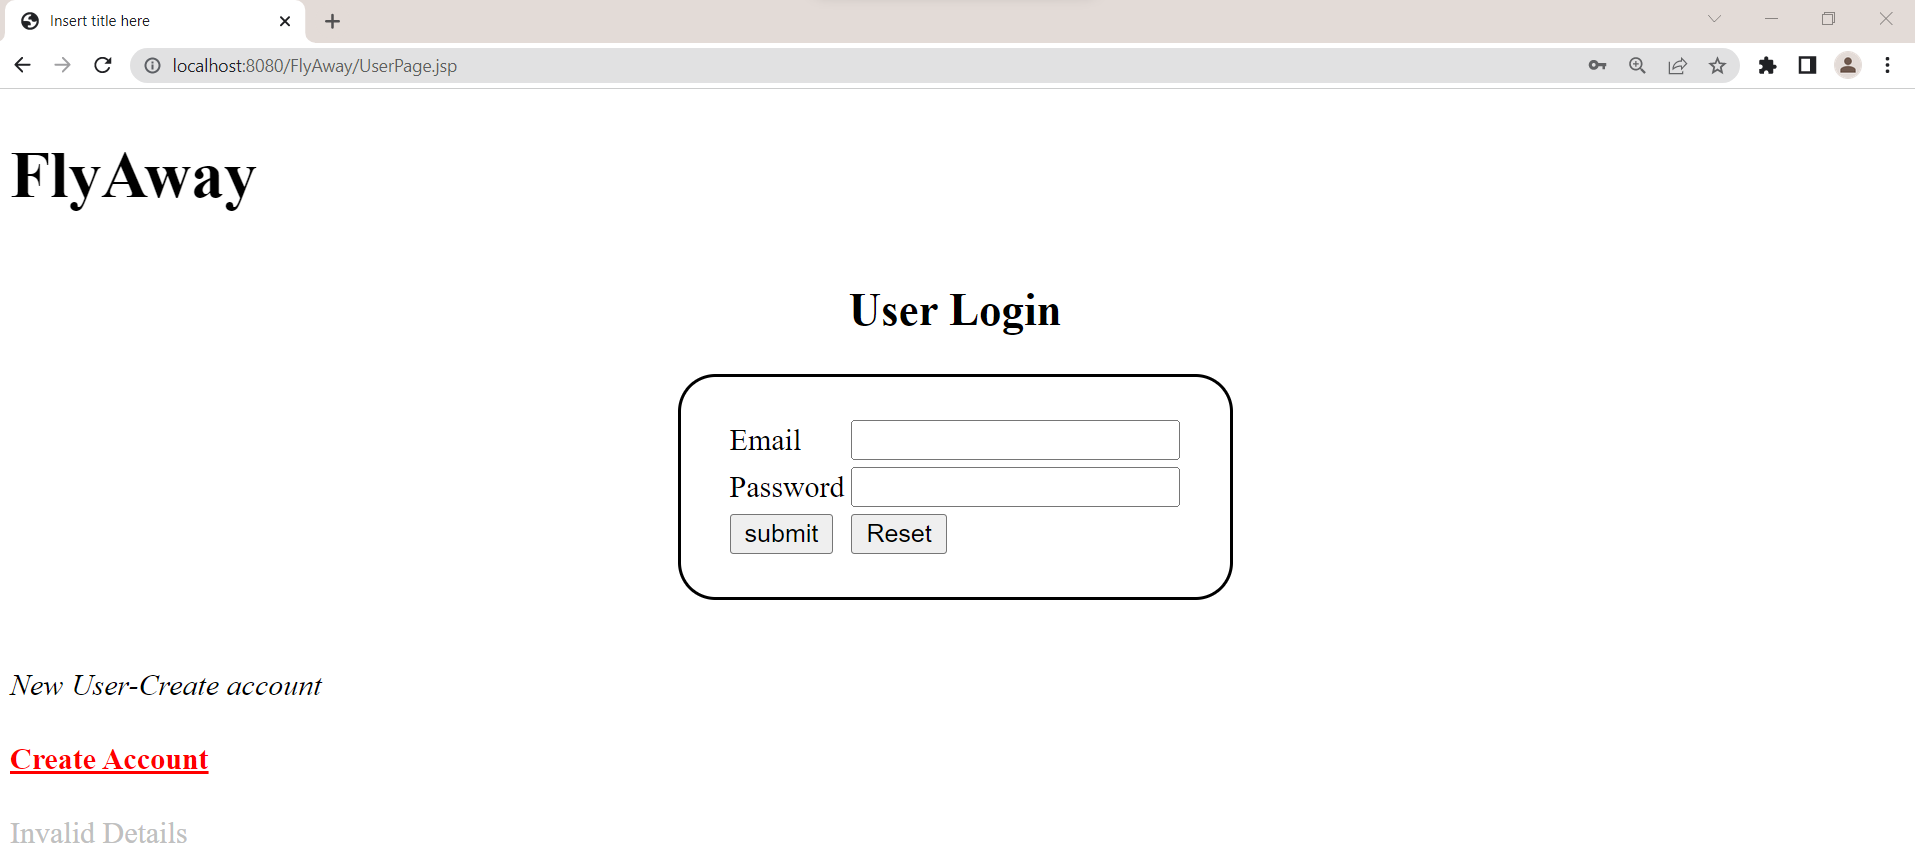 Insert title here
localhost:8080/FlyAway/UserPage.jsp
FlyAway
User Login
Email
Password
submit Reset
New User-Create account
Create Account
Invalid Details